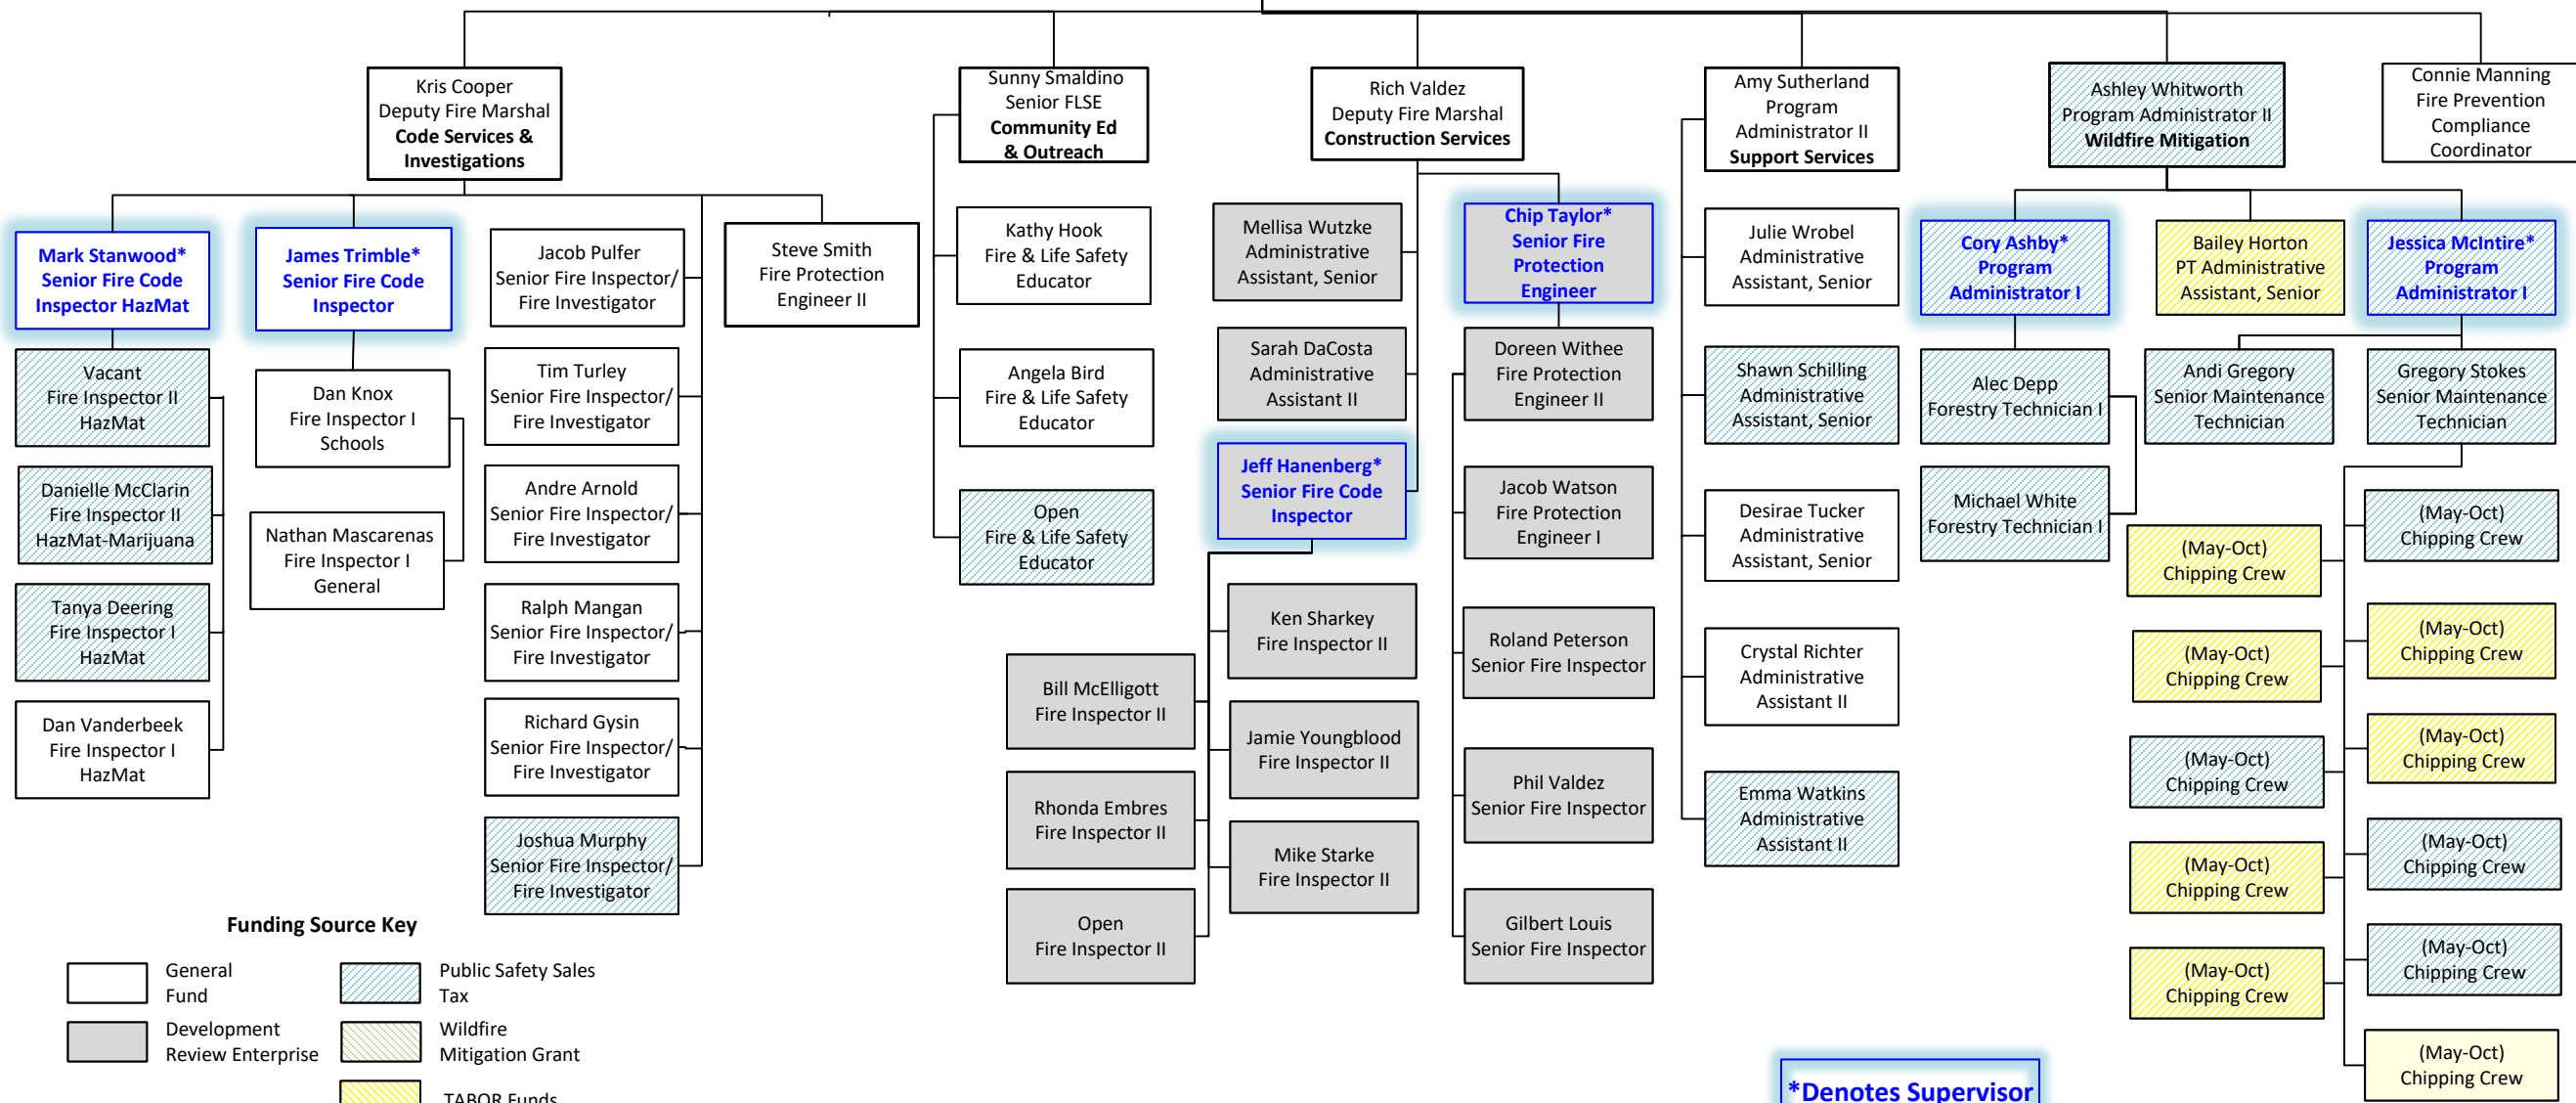 Kris Cooper
Deputy Fire Marshal
Code Services &
Investigations
Sunny Smaldino
Senior FLSE
Community Ed
& Outreach
Rich Valdez
Deputy Fire Marshal
Construction Services
Amy Sutherland
Program
Administrator II
Support Services
Ashley Whitworth
Program Administrator II
Wildfire Mitigation
Connie Manning
Fire Prevention
Compliance
Coordinator
Mark Stanwood*
Senior Fire Code
Inspector HazMat
Vacant
Fire Inspector II
HazMat
Danielle McClarin
Fire Inspector II
HazMat-Marijuana
Tanya Deering
Fire Inspector I
HazMat
Dan Vanderbeek
Fire Inspector I
HazMat
James Trimble*
Senior Fire Code
Inspector
Dan Knox
Fire Inspector I
Schools
Nathan Mascarenas
Fire Inspector I
General
Jacob Pulfer
Senior Fire Inspector/
Fire Investigator
Tim Turley
Senior Fire Inspector/
Fire Investigator
Andre Arnold
Senior Fire Inspector/
Fire Investigator
Ralph Mangan
Senior Fire Inspector/
Fire Investigator
Richard Gysin
Senior Fire Inspector/
Fire Investigator
Joshua Murphy
Senior Fire Inspector/
Fire Investigator
Steve Smith
Fire Protection
Engineer II
Kathy Hook
Fire & Life Safety
Educator
Angela Bird
Fire & Life Safety
Educator
Open
Fire & Life Safety
Educator
Mellisa Wutzke
Administrative
Assistant, Senior
Sarah DaCosta
Administrative
Assistant II
Jeff Hanenberg*
Senior Fire Code
Inspector
Ken Sharkey
Fire Inspector II
Bill McElligott
Fire Inspector II
Jamie Youngblood
Fire Inspector II
Rhonda Embres
Fire Inspector II
Mike Starke
Fire Inspector II
Open
Fire Inspector II
Chip Taylor*
Senior Fire
Protection
Engineer
Doreen Withee
Fire Protection
Engineer II
Jacob Watson
Fire Protection
Engineer I
Roland Peterson
Senior Fire Inspector
Phil Valdez
Senior Fire Inspector
Gilbert Louis
Senior Fire Inspector
Julie Wrobel
Administrative
Assistant, Senior
Shawn Schilling
Administrative
Assistant, Senior
Desirae Tucker
Administrative
Assistant, Senior
Crystal Richter
Administrative
Assistant II
Emma Watkins
Administrative
Assistant II
Cory Ashby*
Program
Administrator I
Alec Depp
Forestry Technician I
Michael White
Forestry Technician I
Bailey Horton
PT Administrative
Assistant, Senior
Jessica McIntire*
Program
Administrator I
Andi Gregory
Senior Maintenance
Technician
Gregory Stokes
Senior Maintenance
Technician
(May-Oct)
Chipping Crew
(May-Oct)
Chipping Crew
(May-Oct)
Chipping Crew
(May-Oct)
Chipping Crew
(May-Oct)
Chipping Crew
(May-Oct)
Chipping Crew
(May-Oct)
Chipping Crew
(May-Oct)
Chipping Crew
(May-Oct)
Chipping Crew
(May-Oct)
Chipping Crew
(May-Oct)
Chipping Crew
Funding Source Key
General
Fund
Public Safety Sales
Tax
Development
Review Enterprise
Wildfire
Mitigation Grant
TABOR Funds
*Denotes Supervisor